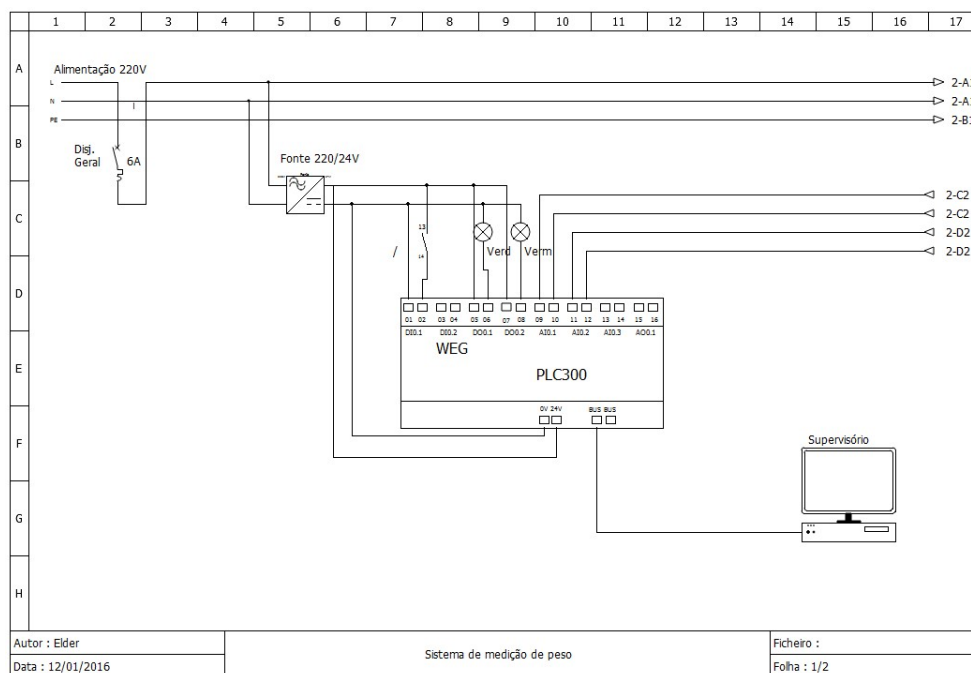 1 2 3 4 5 6 7 8 9 10 11 12 13 14 15 16 17
A
Alimentação 220V
L
2-A1
N
2-A1
PE
2-B1
B
Disj.
Geral
6A
Fonte 220/24V
C
2-C2
2-C2
2-D2
2-D2
13
14
/
Verd
Verm
D
01 02 03 04 05 06 07 08 09 10 11 12 13 14 15 16
DI0.1 DI0.2 DO0.1 DO0.2 AI0.1 AI0.2 AI0.3 AO0.1
WEG
E
PLC300
0V 24V BUS BUS
F
Supervisório
G
H
Autor : Elder
Data : 12/01/2016
Sistema de medição de peso
Ficheiro :
Folha : 1/2